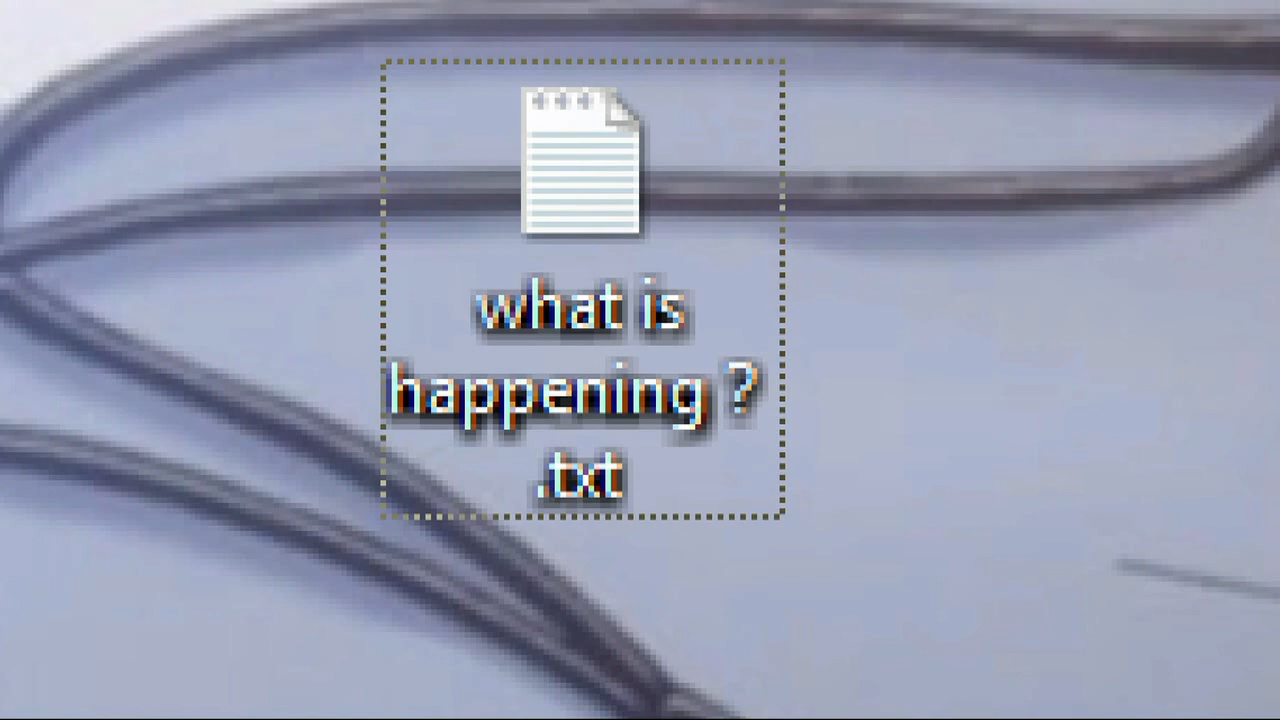 what is
happening ?
.txt